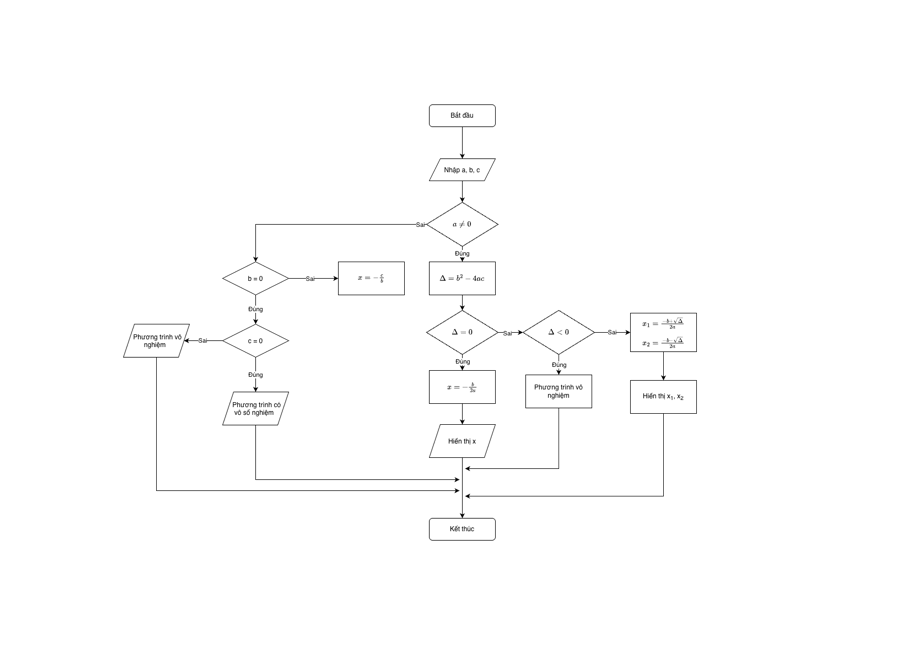 Bắt đầu
Nhập a, b, c
a ≠ 0
Sai
Đúng
b = 0
Sai
x = -c/b
Δ = b² − 4ac
Đúng
Δ = 0
Sai
Δ < 0
Sai
x₁ = (−b+√Δ)/2a
x₂ = (−b−√Δ)/2a
Phương trình vô
nghiệm
Sai
c = 0
Đúng
Đúng
Đúng
x = −b/2a
Phương trình vô
nghiệm
Hiển thị x₁, x₂
Phương trình có
vô số nghiệm
Hiển thị x
Kết thúc